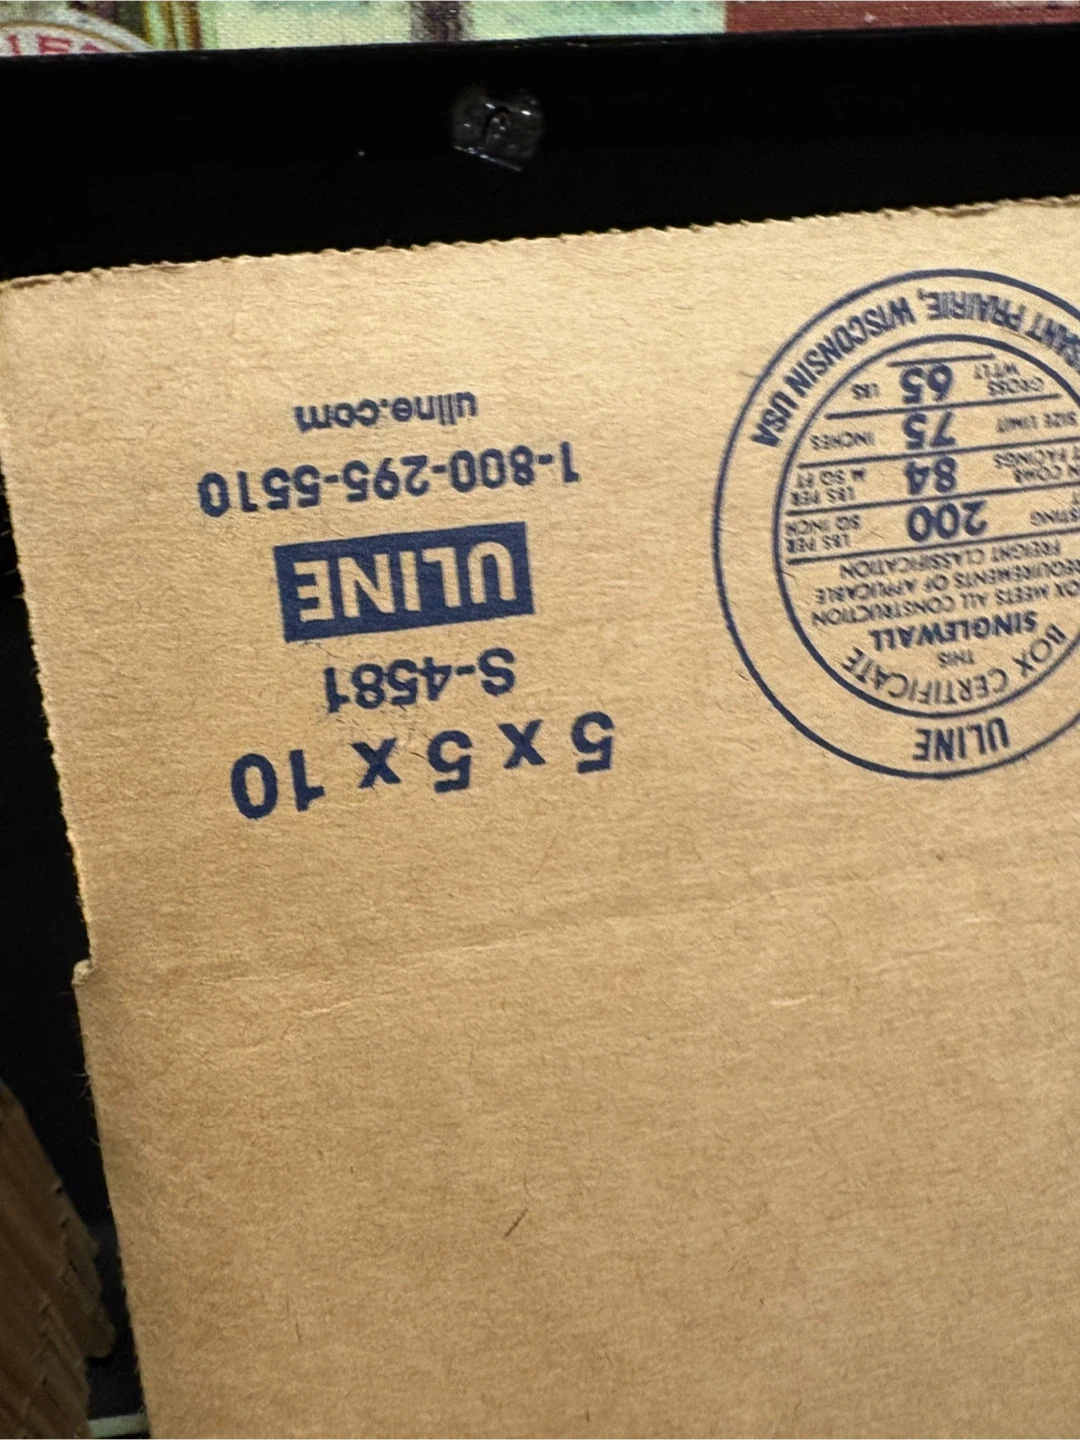 5 x 5 x 10
S-4581
ULINE
1-800-295-5510
uline.com
ULINE
BOX CERTIFICATE
THIS
SINGLEWALL
BOX MEETS ALL CONSTRUCTION
REQUIREMENTS OF APPLICABLE
FREIGHT CLASSIFICATION
200 LBS PER SQ INCH
84 LBS PER M SQ FT
SIZE LIMIT 75 INCHES
GROSS WT LT 65 LBS
PRAIRIE, WISCONSIN USA